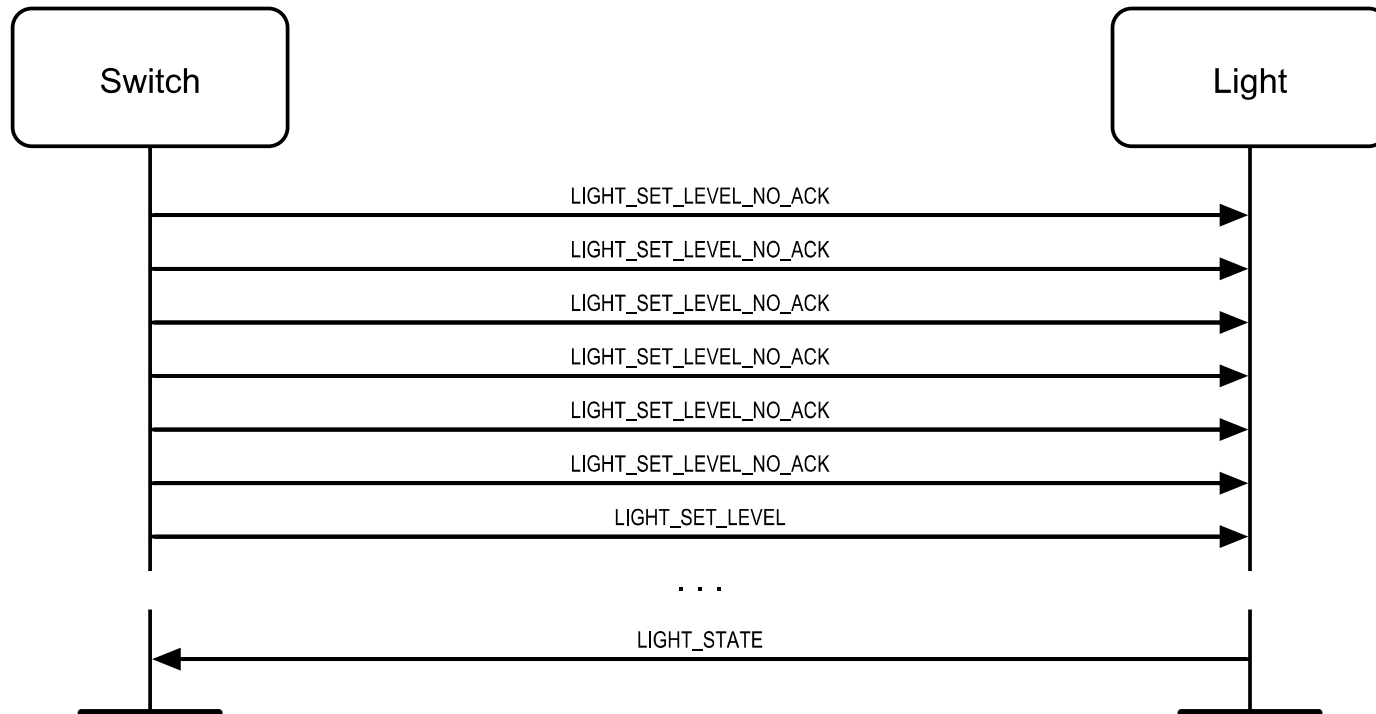 Switch
Light
LIGHT_SET_LEVEL_NO_ACK
LIGHT_SET_LEVEL_NO_ACK
LIGHT_SET_LEVEL_NO_ACK
LIGHT_SET_LEVEL_NO_ACK
LIGHT_SET_LEVEL_NO_ACK
LIGHT_SET_LEVEL_NO_ACK
LIGHT_SET_LEVEL
. . .
LIGHT_STATE